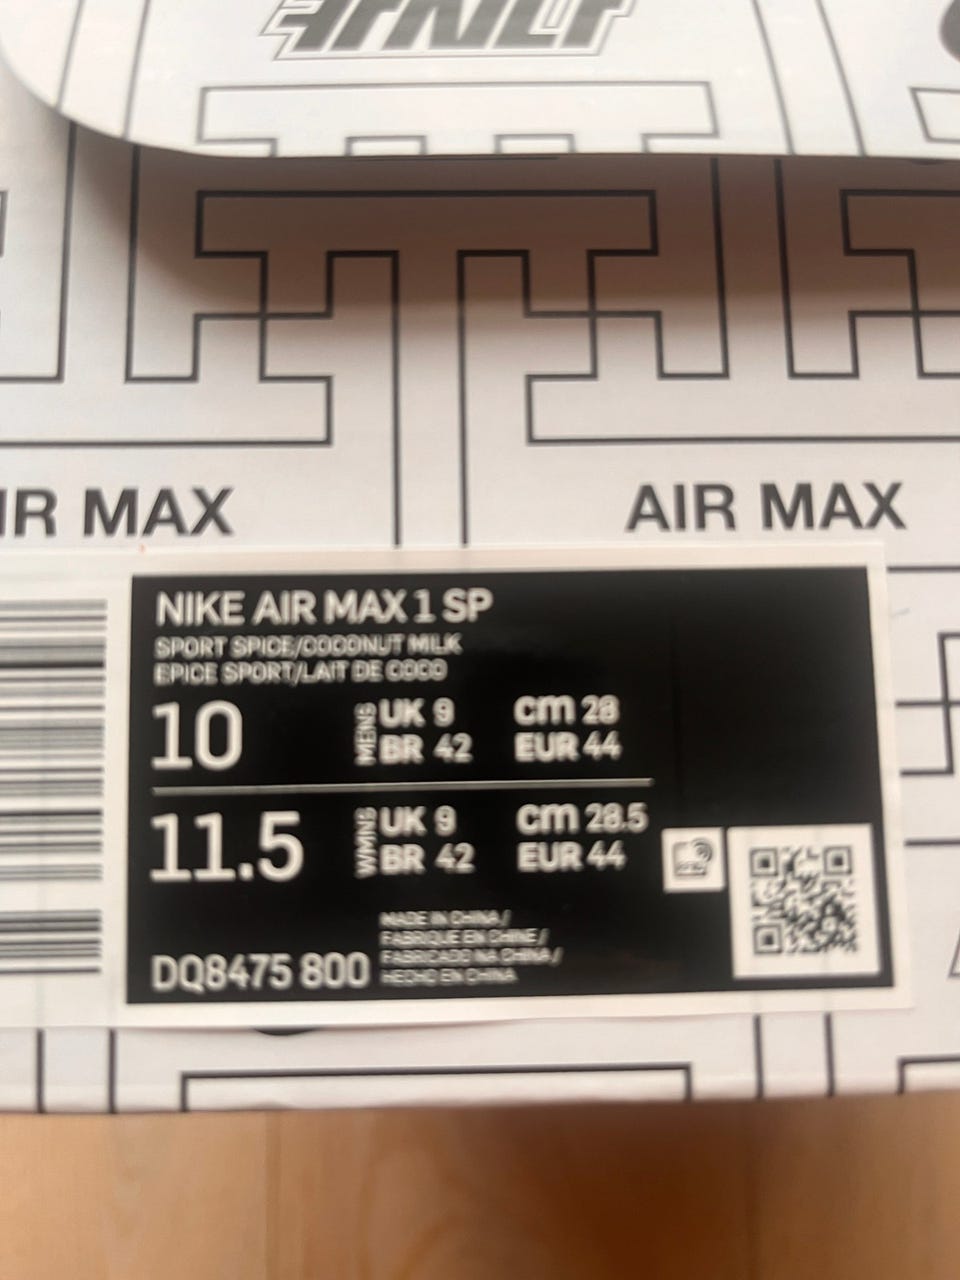 AIR MAX
AIR MAX
NIKE AIR MAX 1 SP
SPORT SPICE/COCONUT MILK
EPICE SPORT/LAIT DE COCO
10 MENS UK 9 cm 28
BR 42 EUR 44
11.5 WMNS UK 9 cm 28.5
BR 42 EUR 44
MADE IN CHINA /
FABRIQUE EN CHINE /
FABRICADO NA CHINA /
HECHO EN CHINA
DQ8475 800